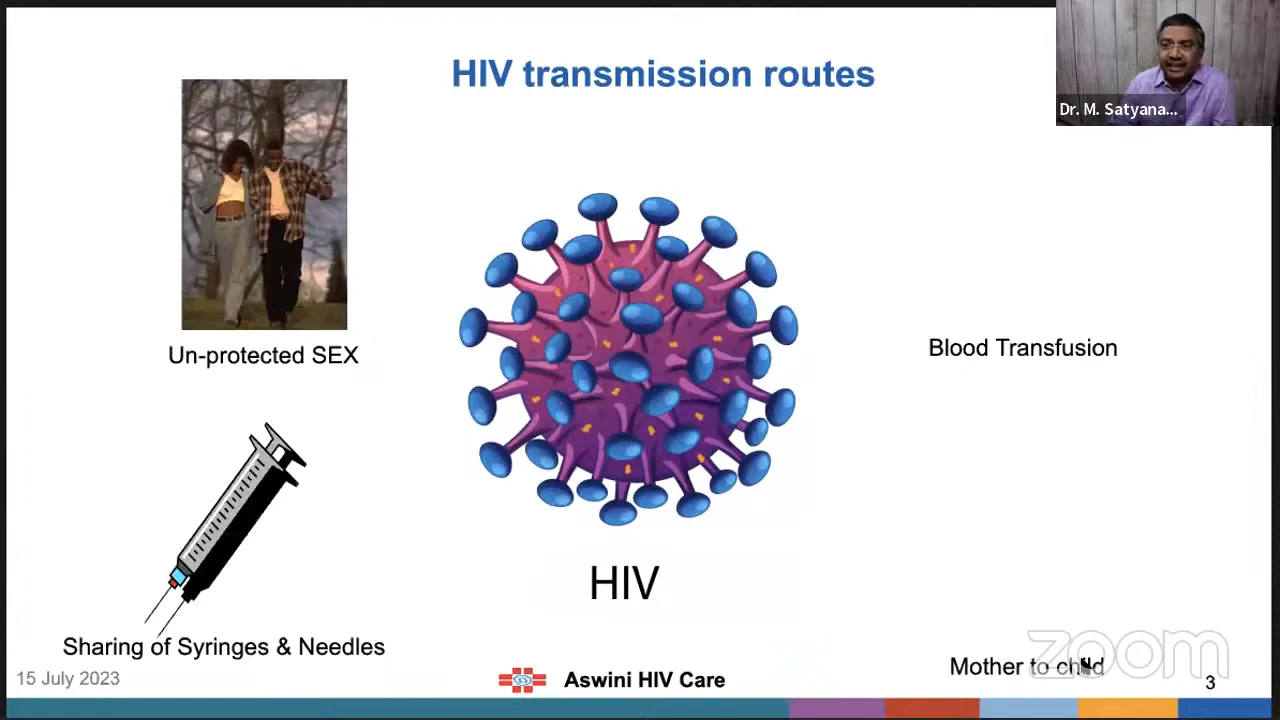 HIV transmission routes
Dr. M. Satyana...
Un-protected SEX
Blood Transfusion
HIV
Sharing of Syringes & Needles
Mother to child
15 July 2023
Aswini HIV Care
zoom
3